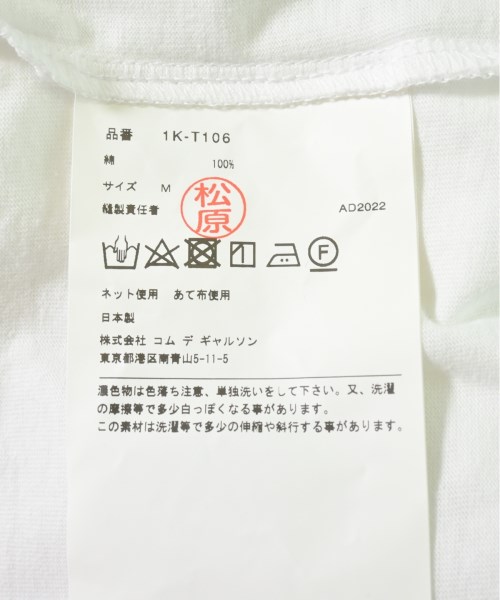 品番 1K-T106
綿 100%
サイズ M
縫製責任者 松原 AD2022
ネット使用 あて布使用
日本製
株式会社 コム デ ギャルソン
東京都港区南青山5-11-5
濃色物は色落ち注意、単独洗いをして下さい。又、洗濯
の摩擦等で多少白っぽくなる事があります。
この素材は洗濯等で多少の伸縮や斜行する事があります。